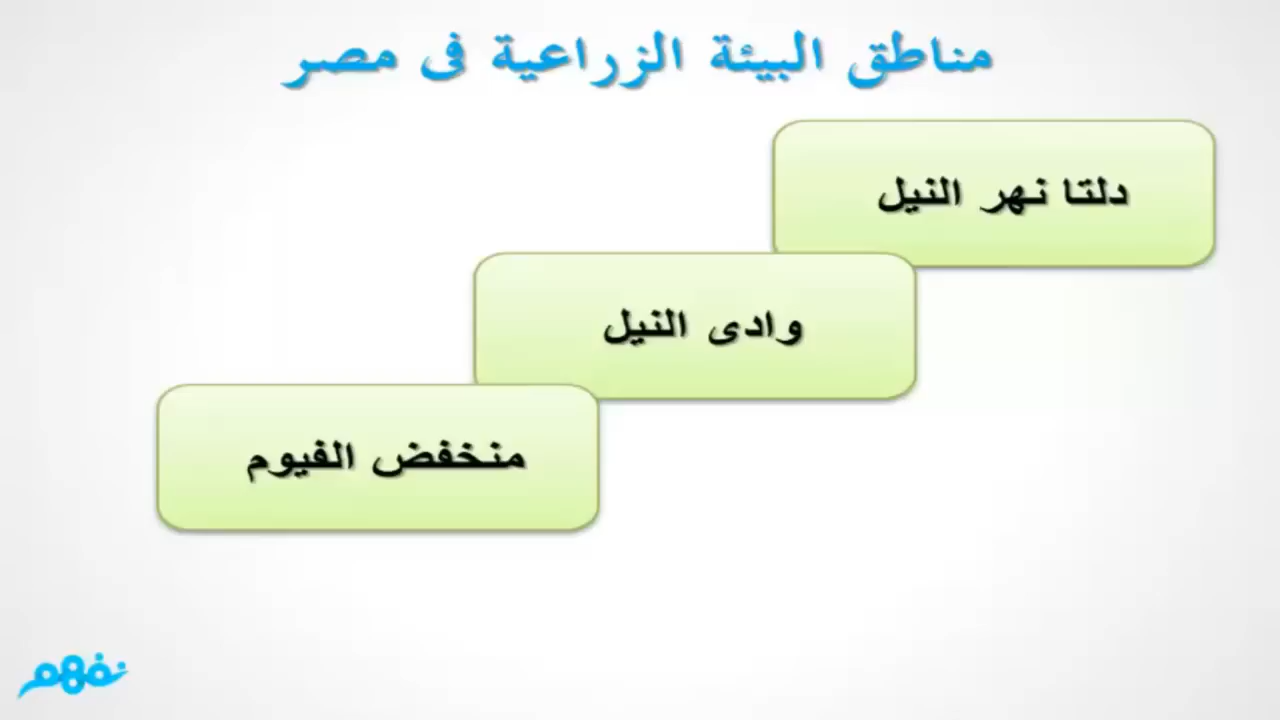 مناطق البيئة الزراعية فى مصر
دلتا نهر النيل
وادى النيل
منخفض الفيوم
نفهم